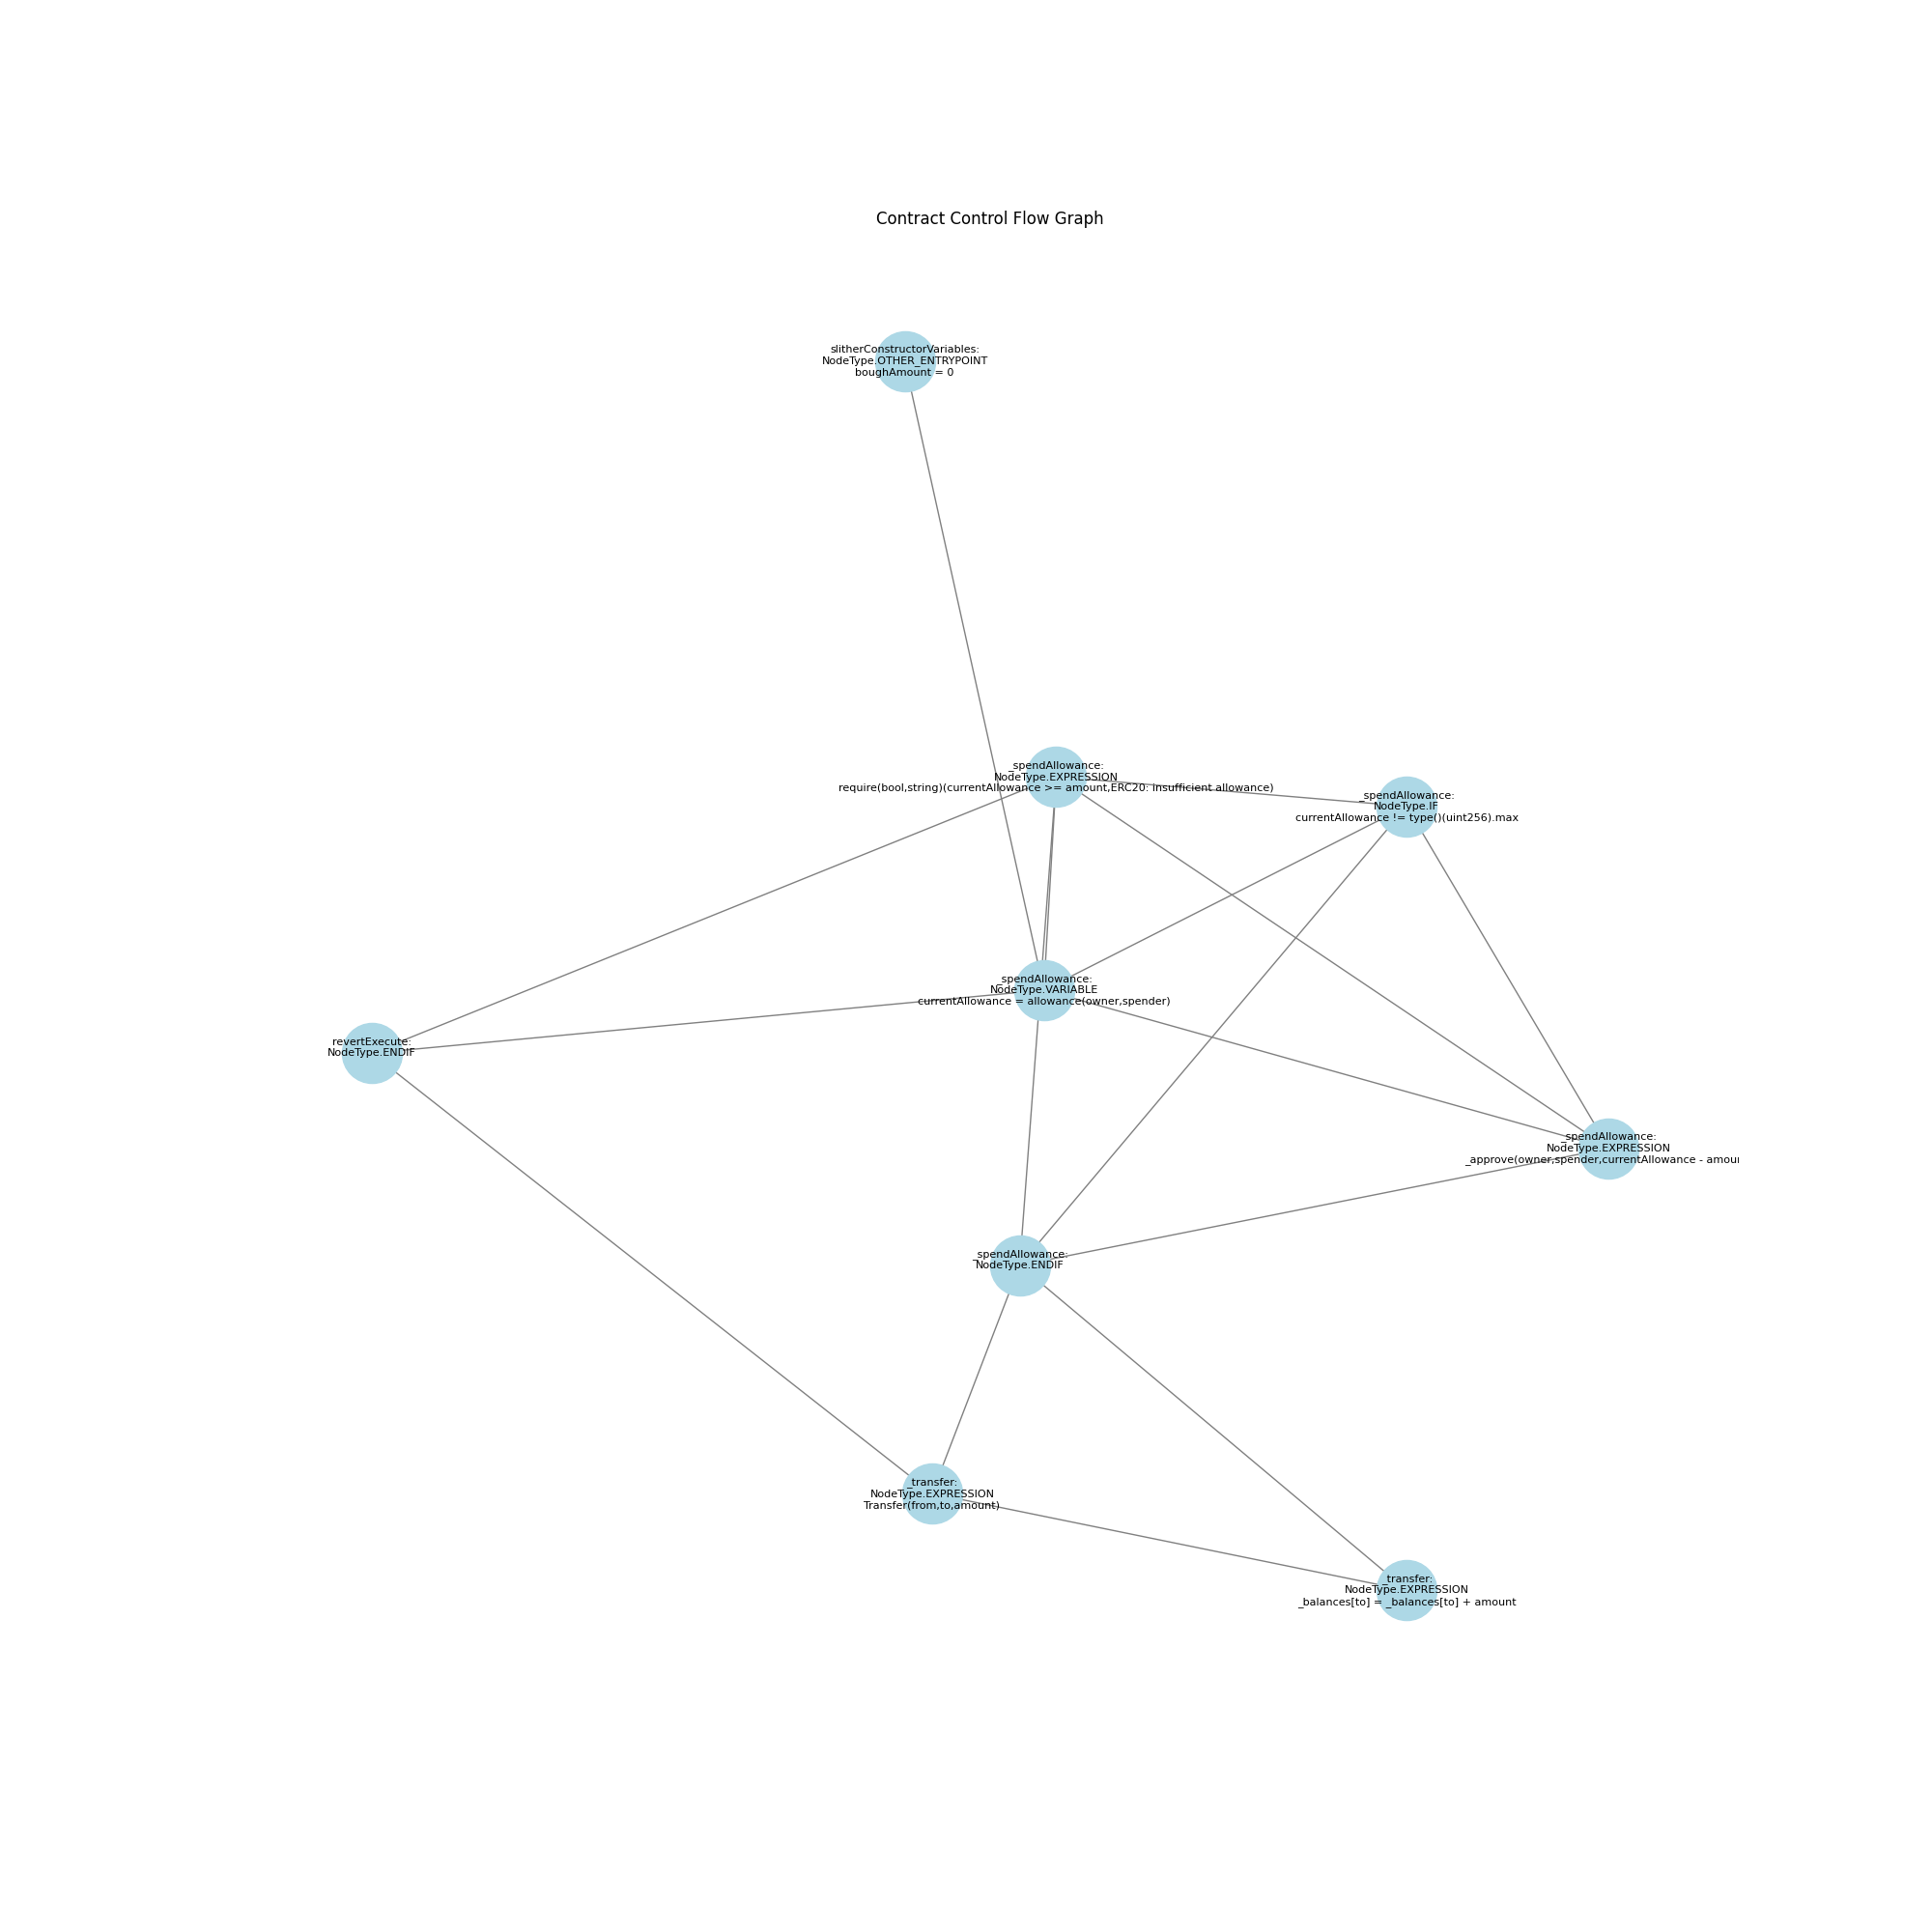 Contract Control Flow Graph
slitherConstructorVariables:
NodeType.OTHER_ENTRYPOINT
boughAmount = 0
_spendAllowance:
NodeType.EXPRESSION
require(bool,string)(currentAllowance >= amount,ERC20: insufficient allowance)
_spendAllowance:
NodeType.IF
currentAllowance != type()(uint256).max
_spendAllowance:
NodeType.VARIABLE
currentAllowance = allowance(owner,spender)
revertExecute:
NodeType.ENDIF
_spendAllowance:
NodeType.EXPRESSION
_approve(owner,spender,currentAllowance - amou
_spendAllowance:
NodeType.ENDIF
_transfer:
NodeType.EXPRESSION
Transfer(from,to,amount)
_transfer:
NodeType.EXPRESSION
_balances[to] = _balances[to] + amount